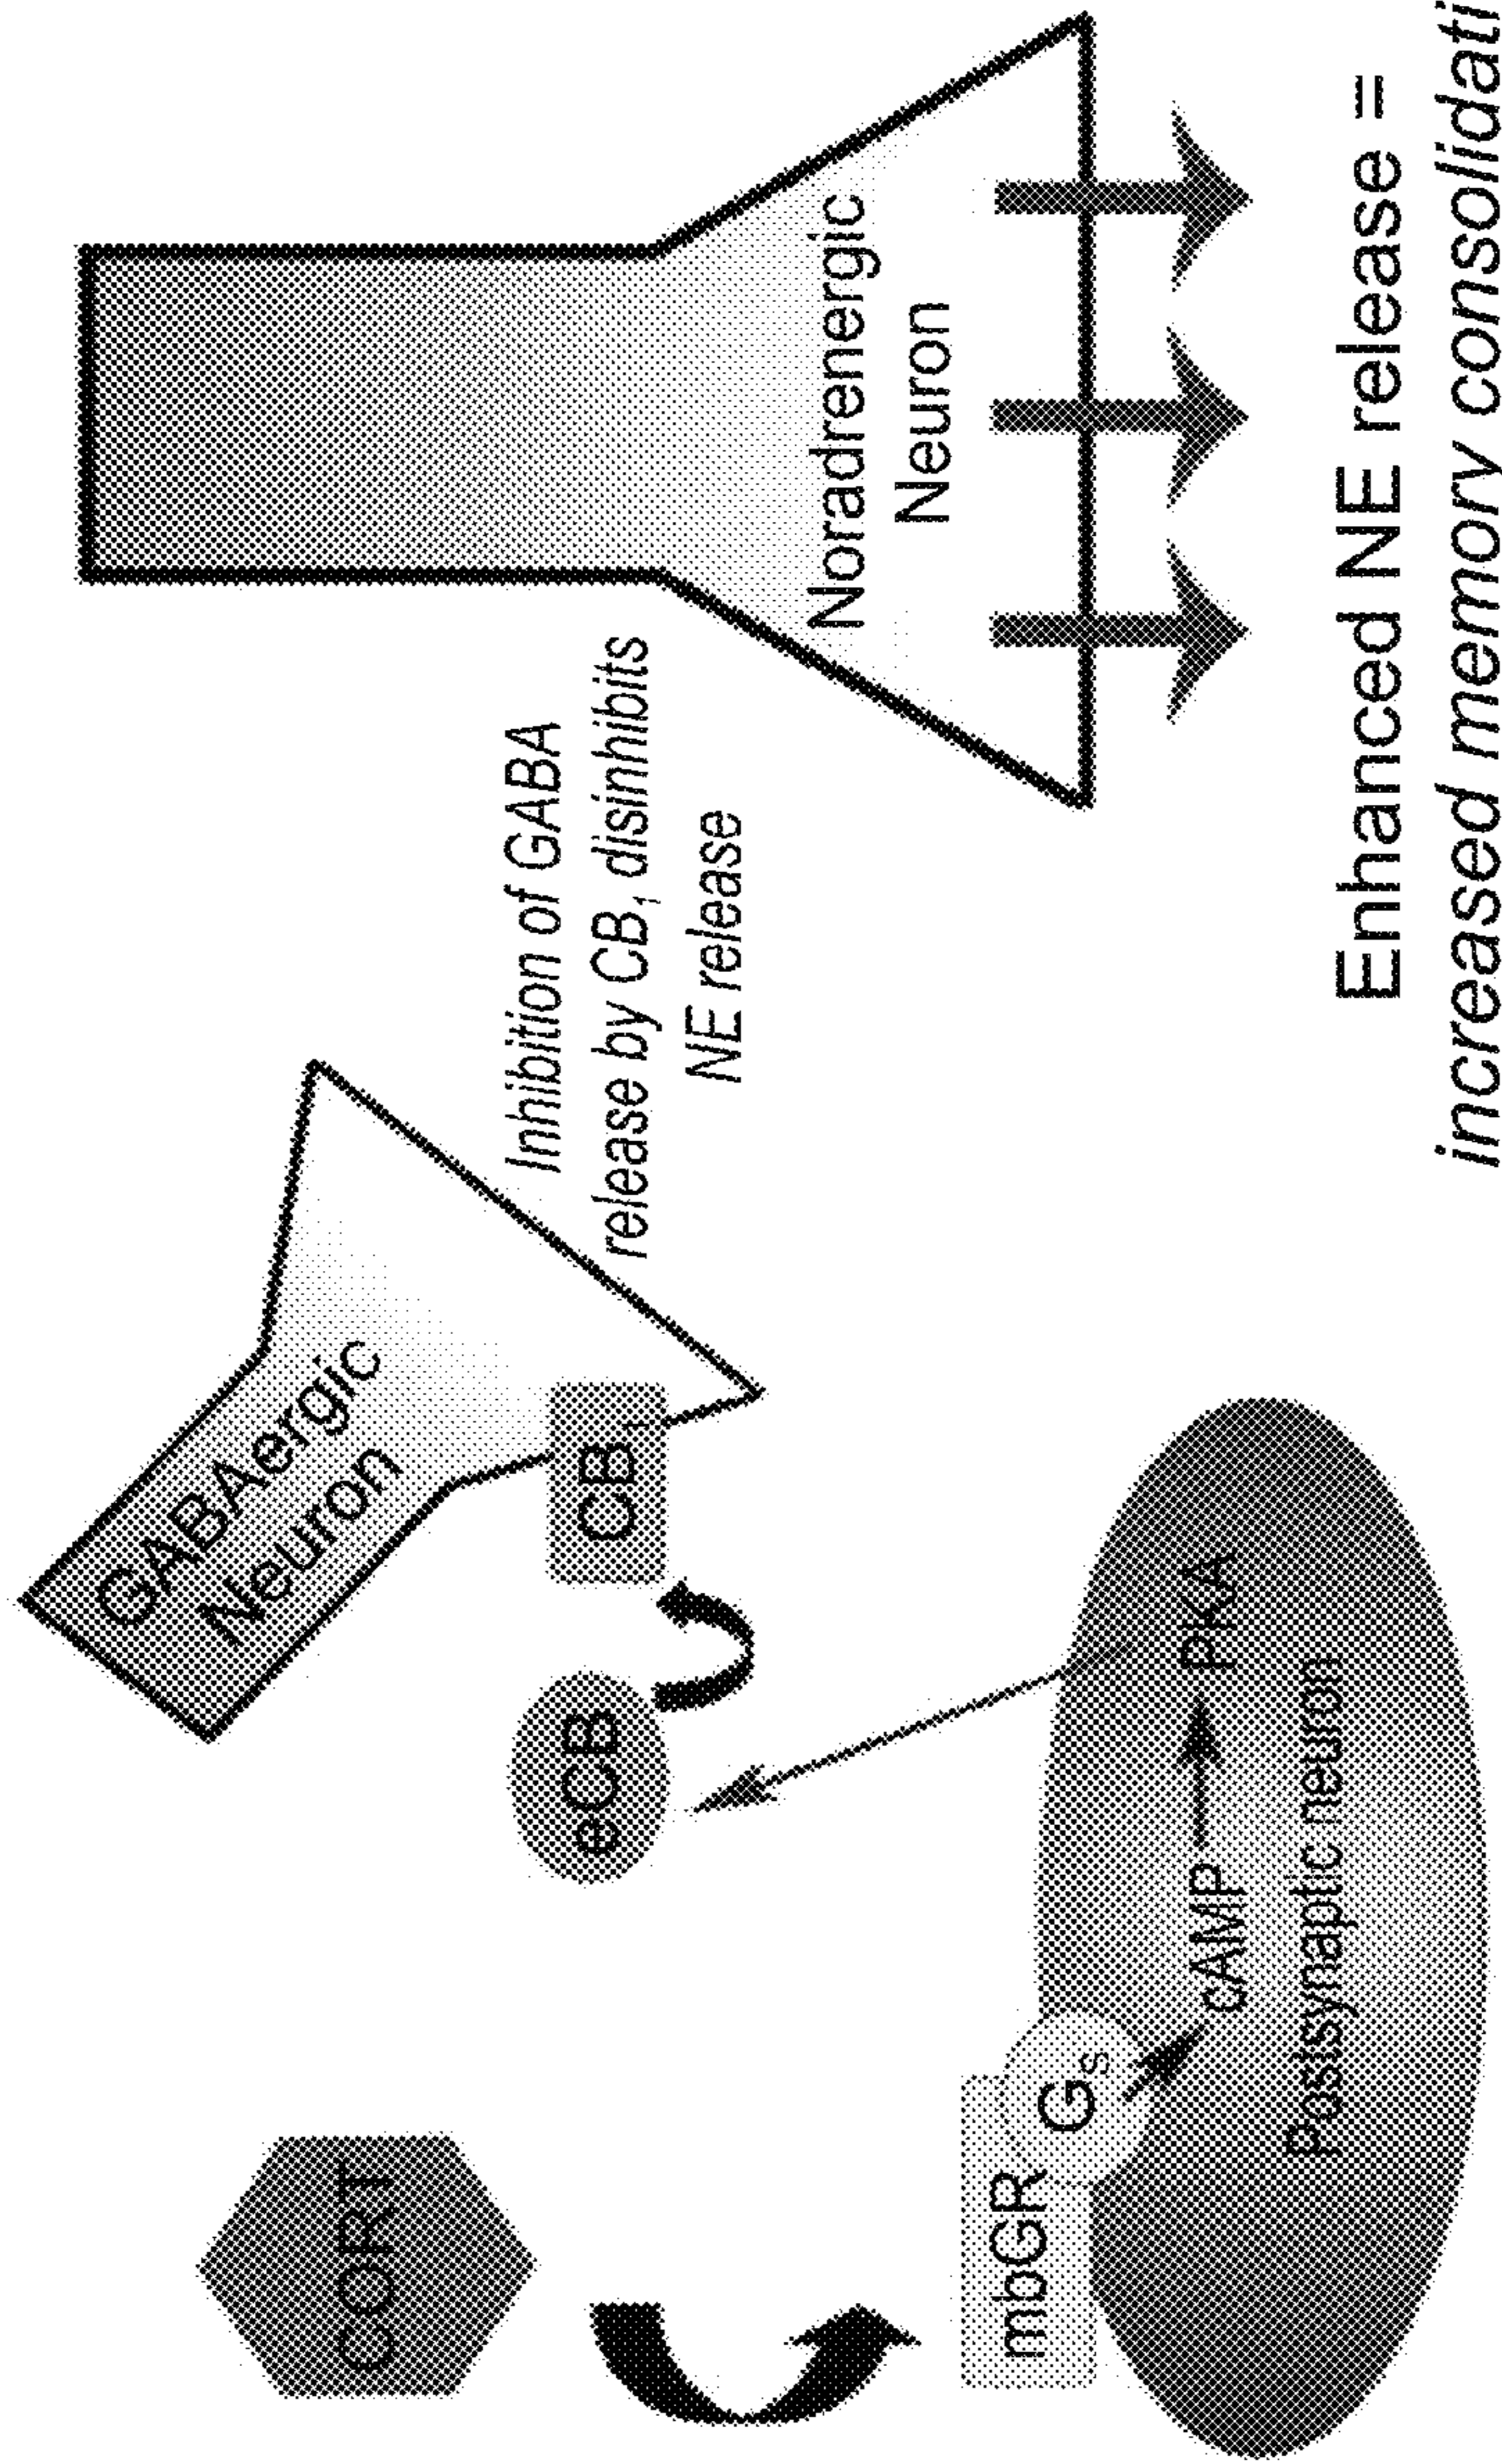 CORT
mbGR
Gs
cAMP
PKA
Postsynaptic neuron
eCB
CB1
GABAergic
Neuron
Inhibition of GABA
release by CB1 disinhibits
NE release
Noradrenergic
Neuron
Enhanced NE release =
increased memory consolidati